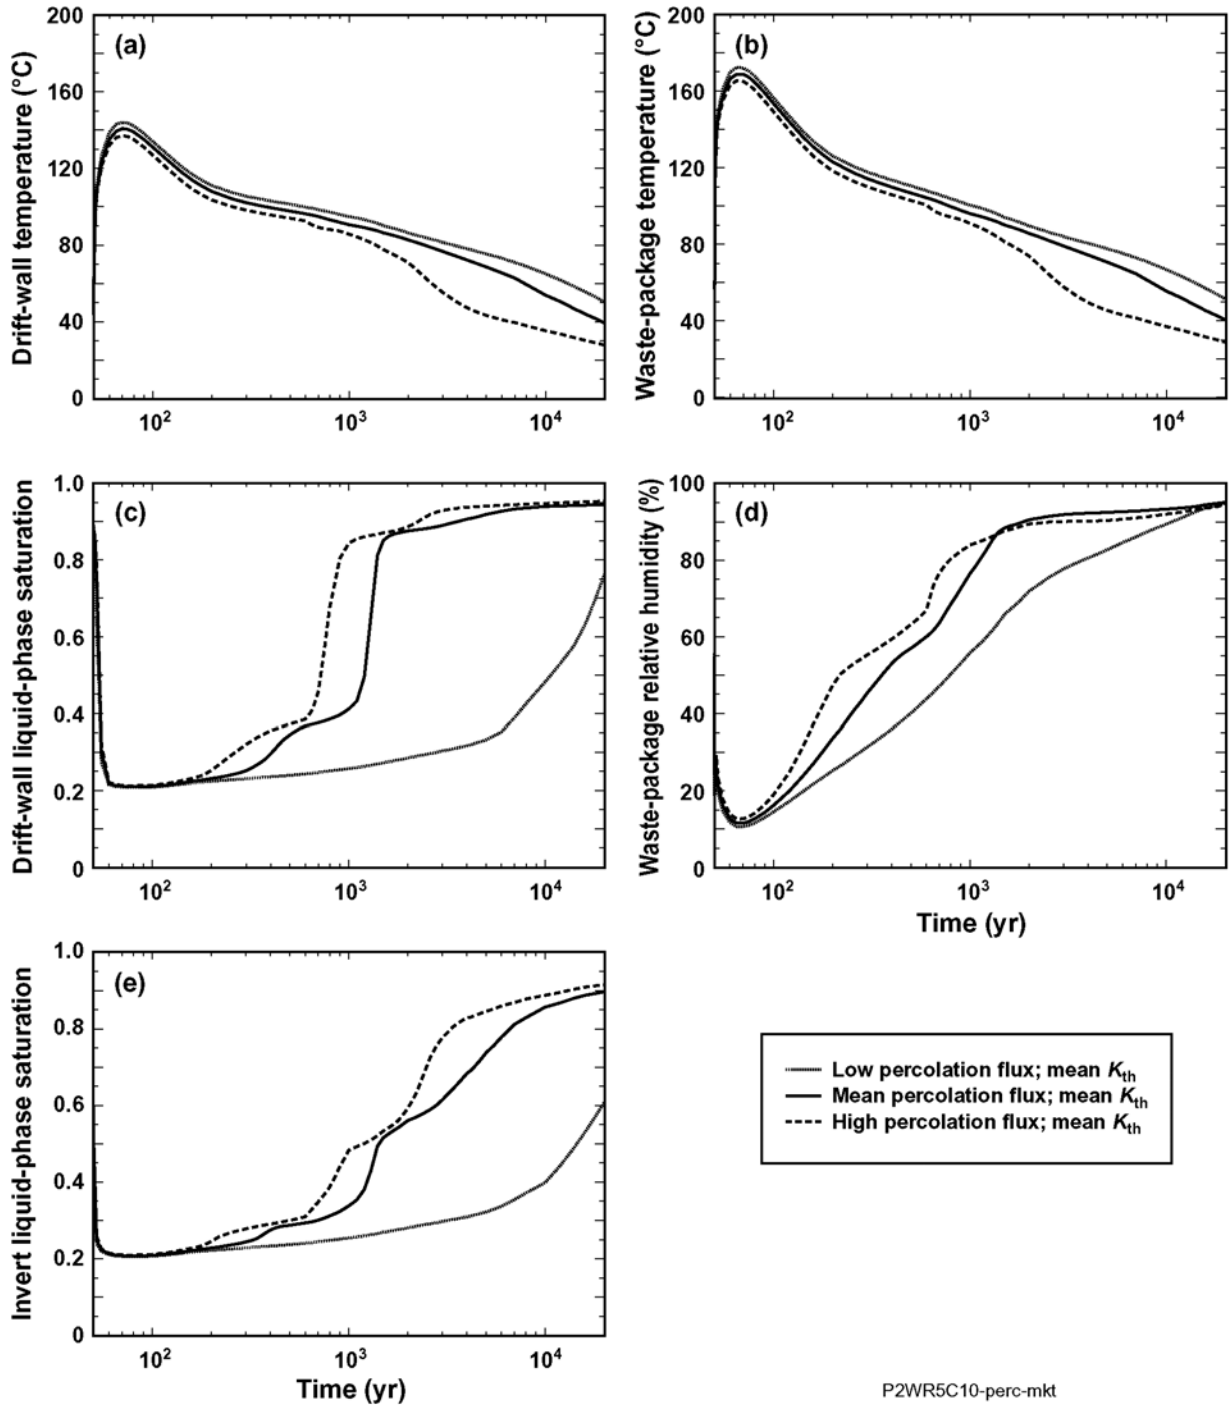 (a)
Drift-wall temperature (°C)
200
160
120
80
40
0
10²
10³
10⁴
(b)
Waste-package temperature (°C)
200
160
120
80
40
0
10²
10³
10⁴
(c)
Drift-wall liquid-phase saturation
1.0
0.8
0.6
0.4
0.2
0
10²
10³
10⁴
(d)
Waste-package relative humidity (%)
100
80
60
40
20
0
10²
10³
10⁴
Time (yr)
(e)
Invert liquid-phase saturation
1.0
0.8
0.6
0.4
0.2
0
10²
10³
10⁴
Time (yr)
Low percolation flux; mean Kth
Mean percolation flux; mean Kth
High percolation flux; mean Kth
P2WR5C10-perc-mkt